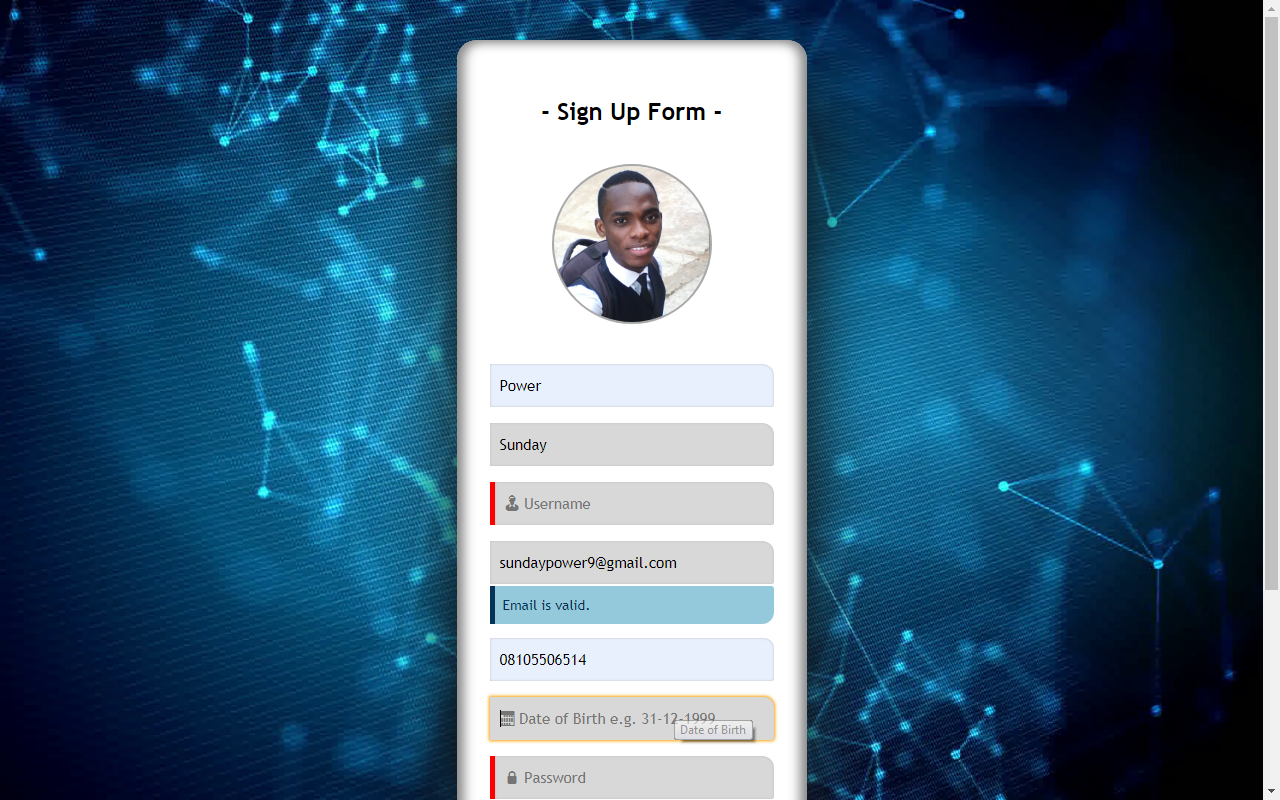 - Sign Up Form -
Power
Sunday
Username
sundaypower9@gmail.com
Email is valid.
08105506514
Date of Birth e.g. 31-12-1999
Date of Birth
Password